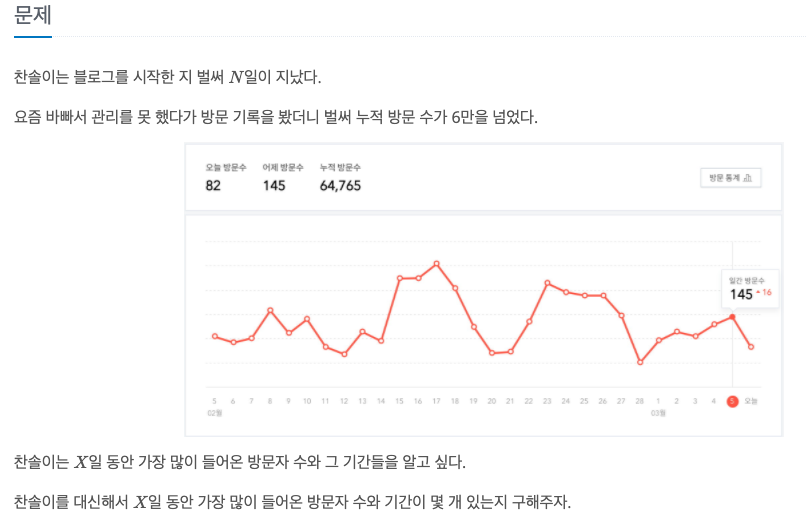 문제
찬솔이는 블로그를 시작한 지 벌써 N일이 지났다.
요즘 바빠서 관리를 못 했다가 방문 기록을 봤더니 벌써 누적 방문 수가 6만을 넘었다.
오늘 방문수 어제 방문수 누적 방문수
82 145 64,765
방문 통계
일간 방문수
145 16
5 6 7 8 9 10 11 12 13 14 15 16 17 18 19 20 21 22 23 24 25 26 27 28 1 2 3 4 5 오늘
02월 03월
찬솔이는 X일 동안 가장 많이 들어온 방문자 수와 그 기간들을 알고 싶다.
찬솔이를 대신해서 X일 동안 가장 많이 들어온 방문자 수와 기간이 몇 개 있는지 구해주자.